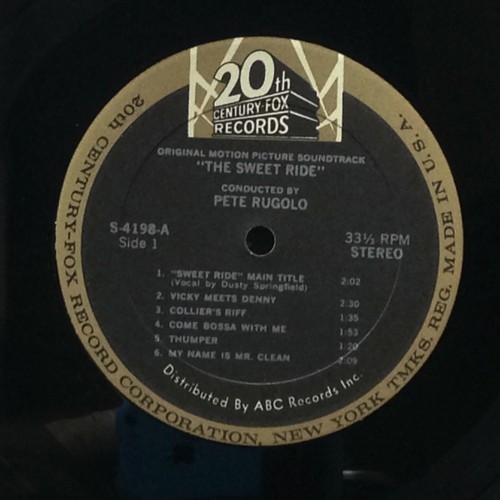 20th
CENTURY-FOX
RECORDS
ORIGINAL MOTION PICTURE SOUNDTRACK
"THE SWEET RIDE"
CONDUCTED BY
PETE RUGOLO
S-4198-A
Side 1
33⅓ RPM
STEREO
1. "SWEET RIDE" MAIN TITLE 2:02
(Vocal by Dusty Springfield)
2. VICKY MEETS DENNY 2:30
3. COLLIER'S RIFF 1:35
4. COME BOSSA WITH ME 1:53
5. THUMPER 1:20
6. MY NAME IS MR. CLEAN 2:09
Distributed By ABC Records Inc.
20th CENTURY-FOX RECORD CORPORATION, NEW YORK TMKS. REG. MADE IN U.S.A.